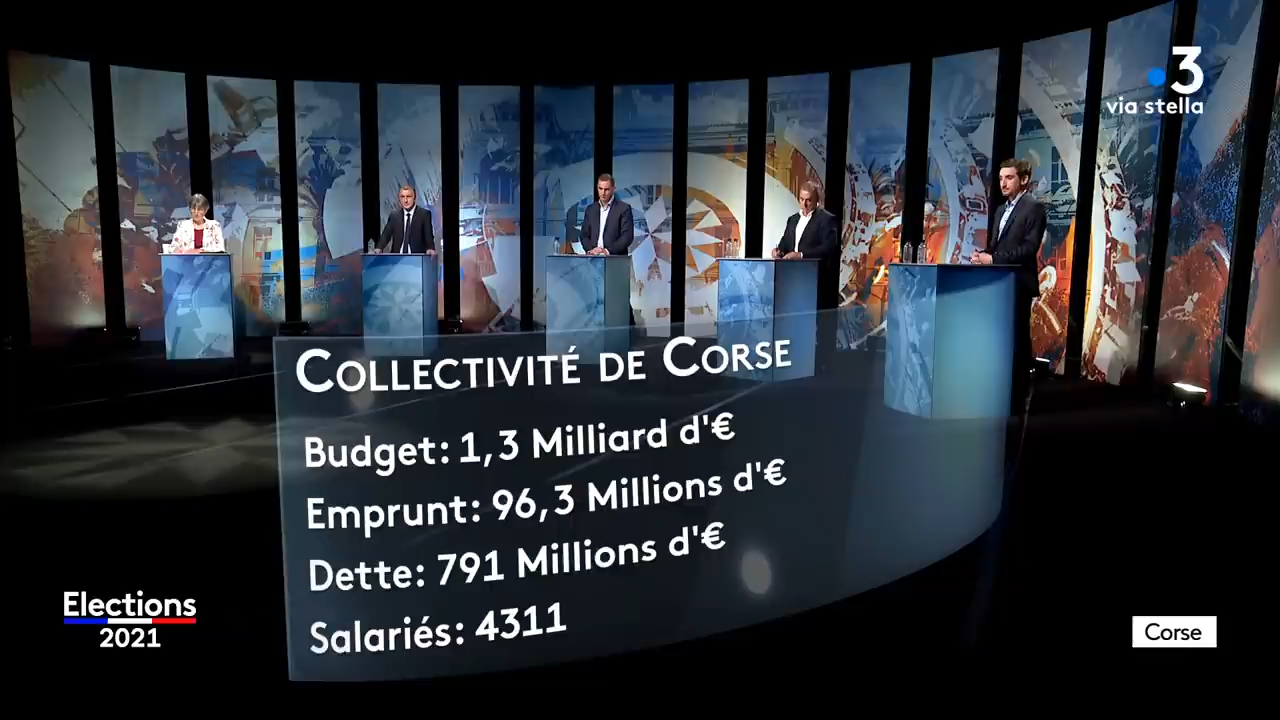 3
via stella
COLLECTIVITÉ DE CORSE
Budget: 1,3 Milliard d'€
Emprunt: 96,3 Millions d'€
Dette: 791 Millions d'€
Salariés: 4311
Elections
2021
Corse